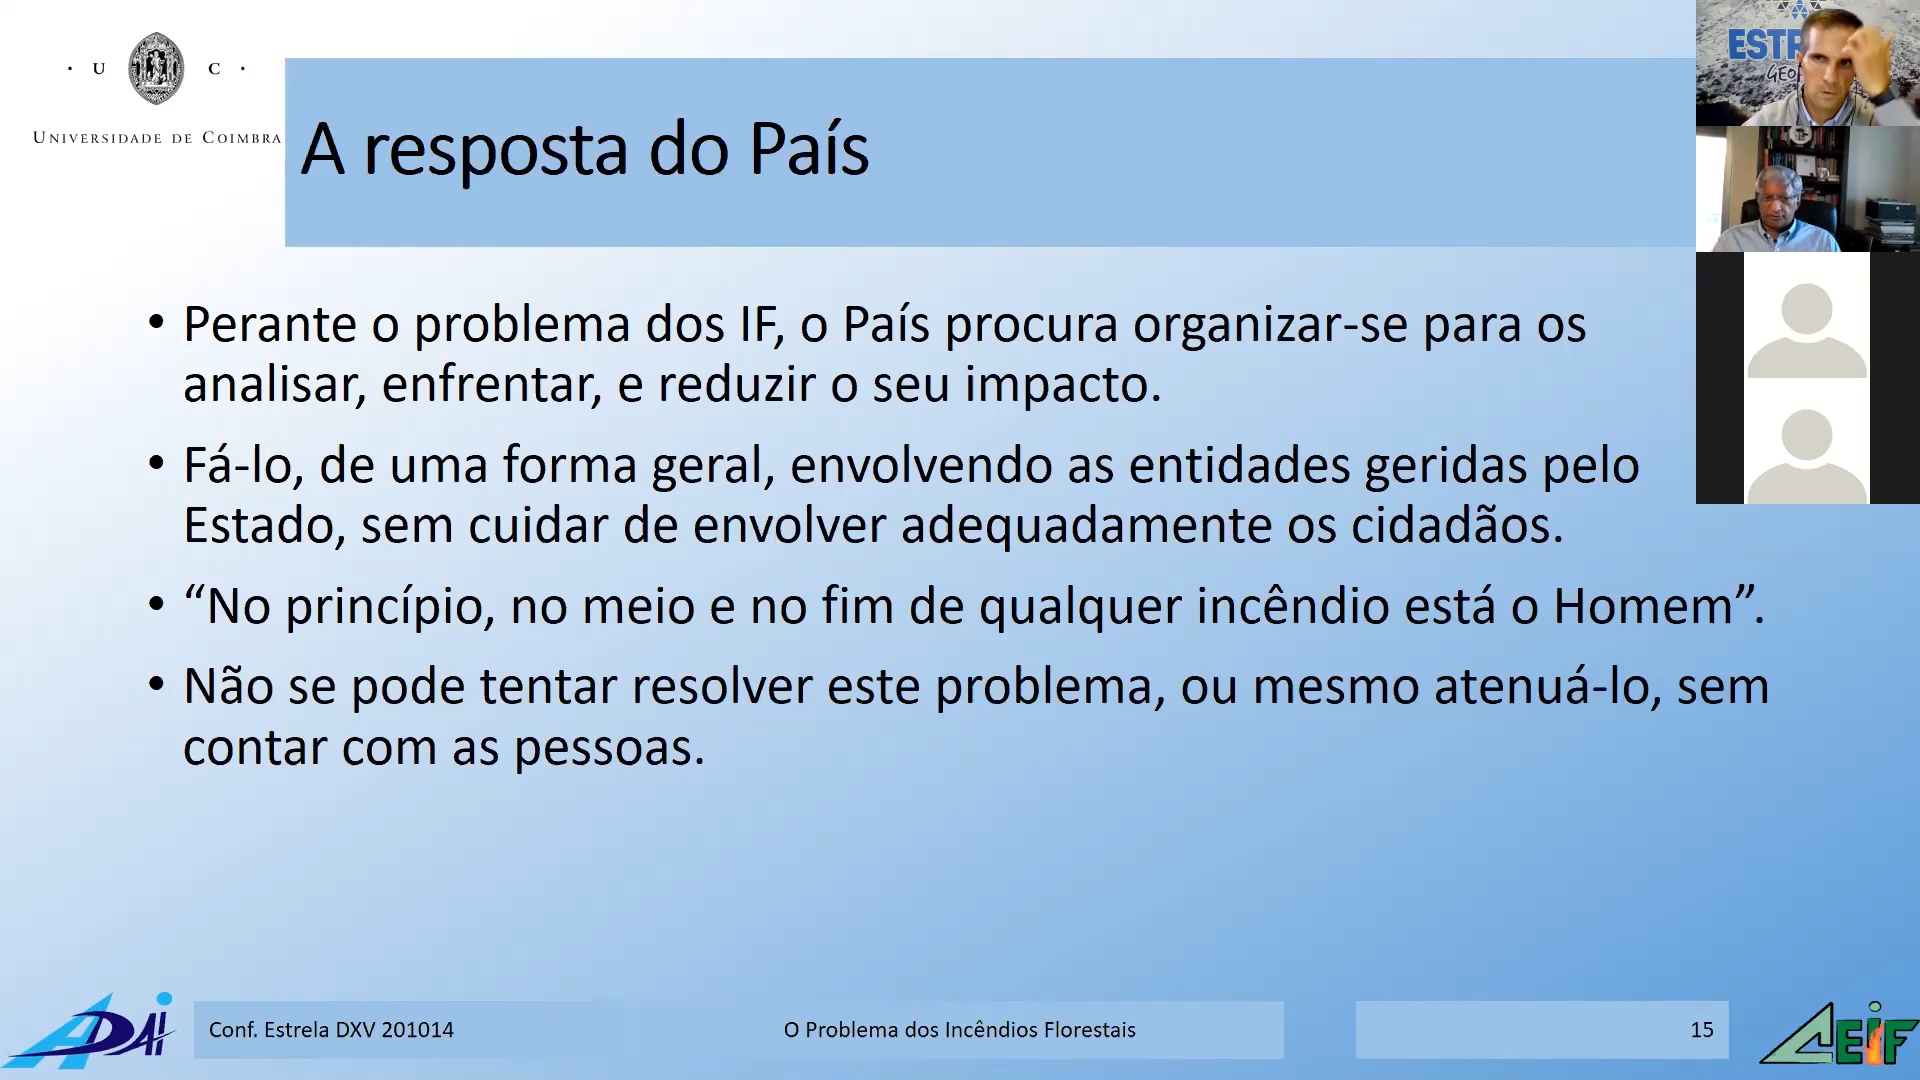 · U C ·
UNIVERSIDADE DE COIMBRA
A resposta do País
• Perante o problema dos IF, o País procura organizar-se para os
analisar, enfrentar, e reduzir o seu impacto.
• Fá-lo, de uma forma geral, envolvendo as entidades geridas pelo
Estado, sem cuidar de envolver adequadamente os cidadãos.
• “No princípio, no meio e no fim de qualquer incêndio está o Homem”.
• Não se pode tentar resolver este problema, ou mesmo atenuá-lo, sem
contar com as pessoas.
ADAI
Conf. Estrela DXV 201014
O Problema dos Incêndios Florestais
15
CEIF